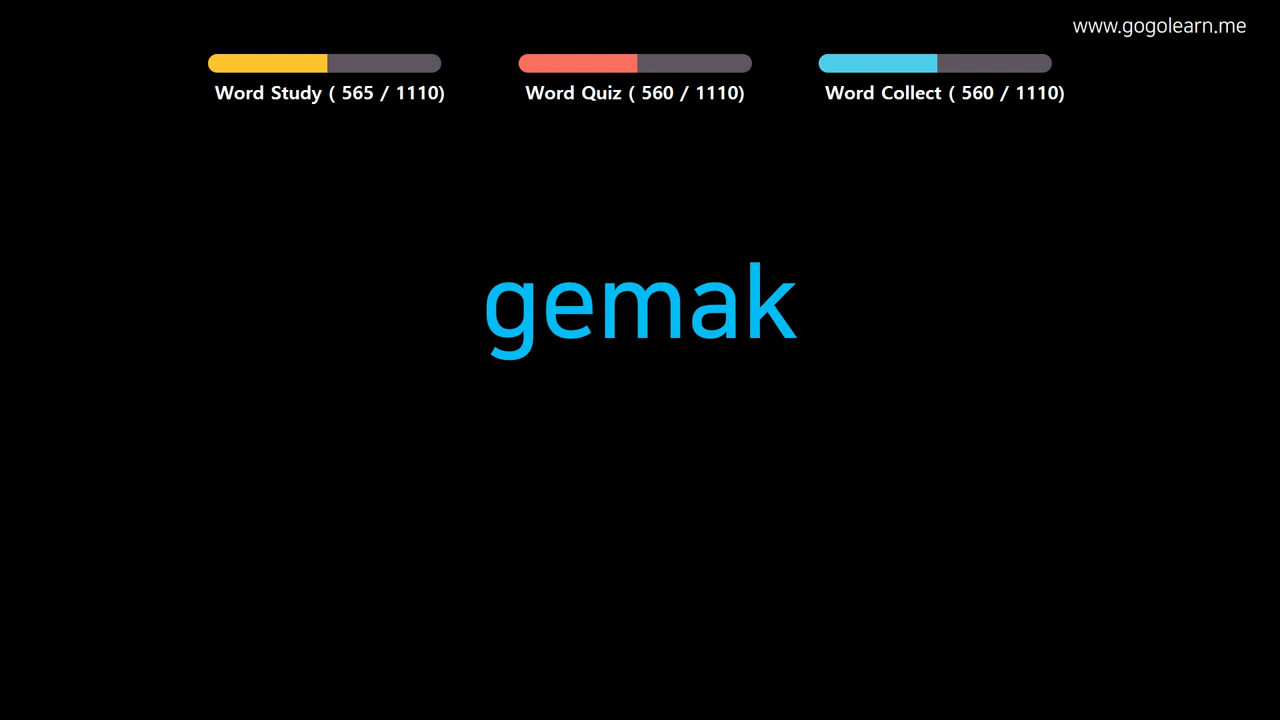 www.gogolearn.me
Word Study ( 565 / 1110)
Word Quiz ( 560 / 1110)
Word Collect ( 560 / 1110)
gemak